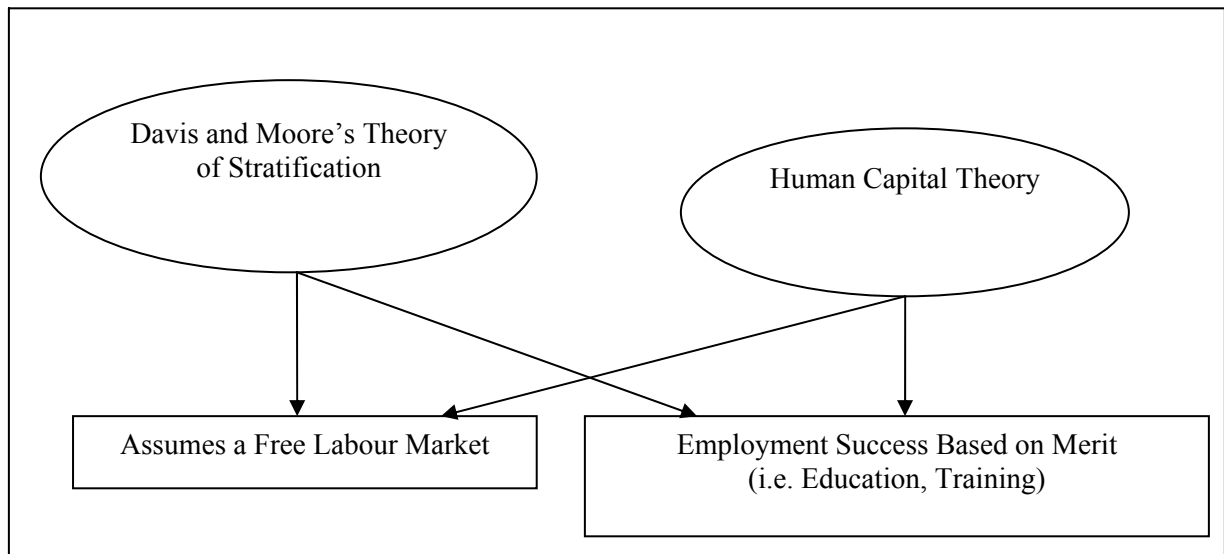 Davis and Moore’s Theory
of Stratification
Human Capital Theory
Assumes a Free Labour Market
Employment Success Based on Merit
(i.e. Education, Training)